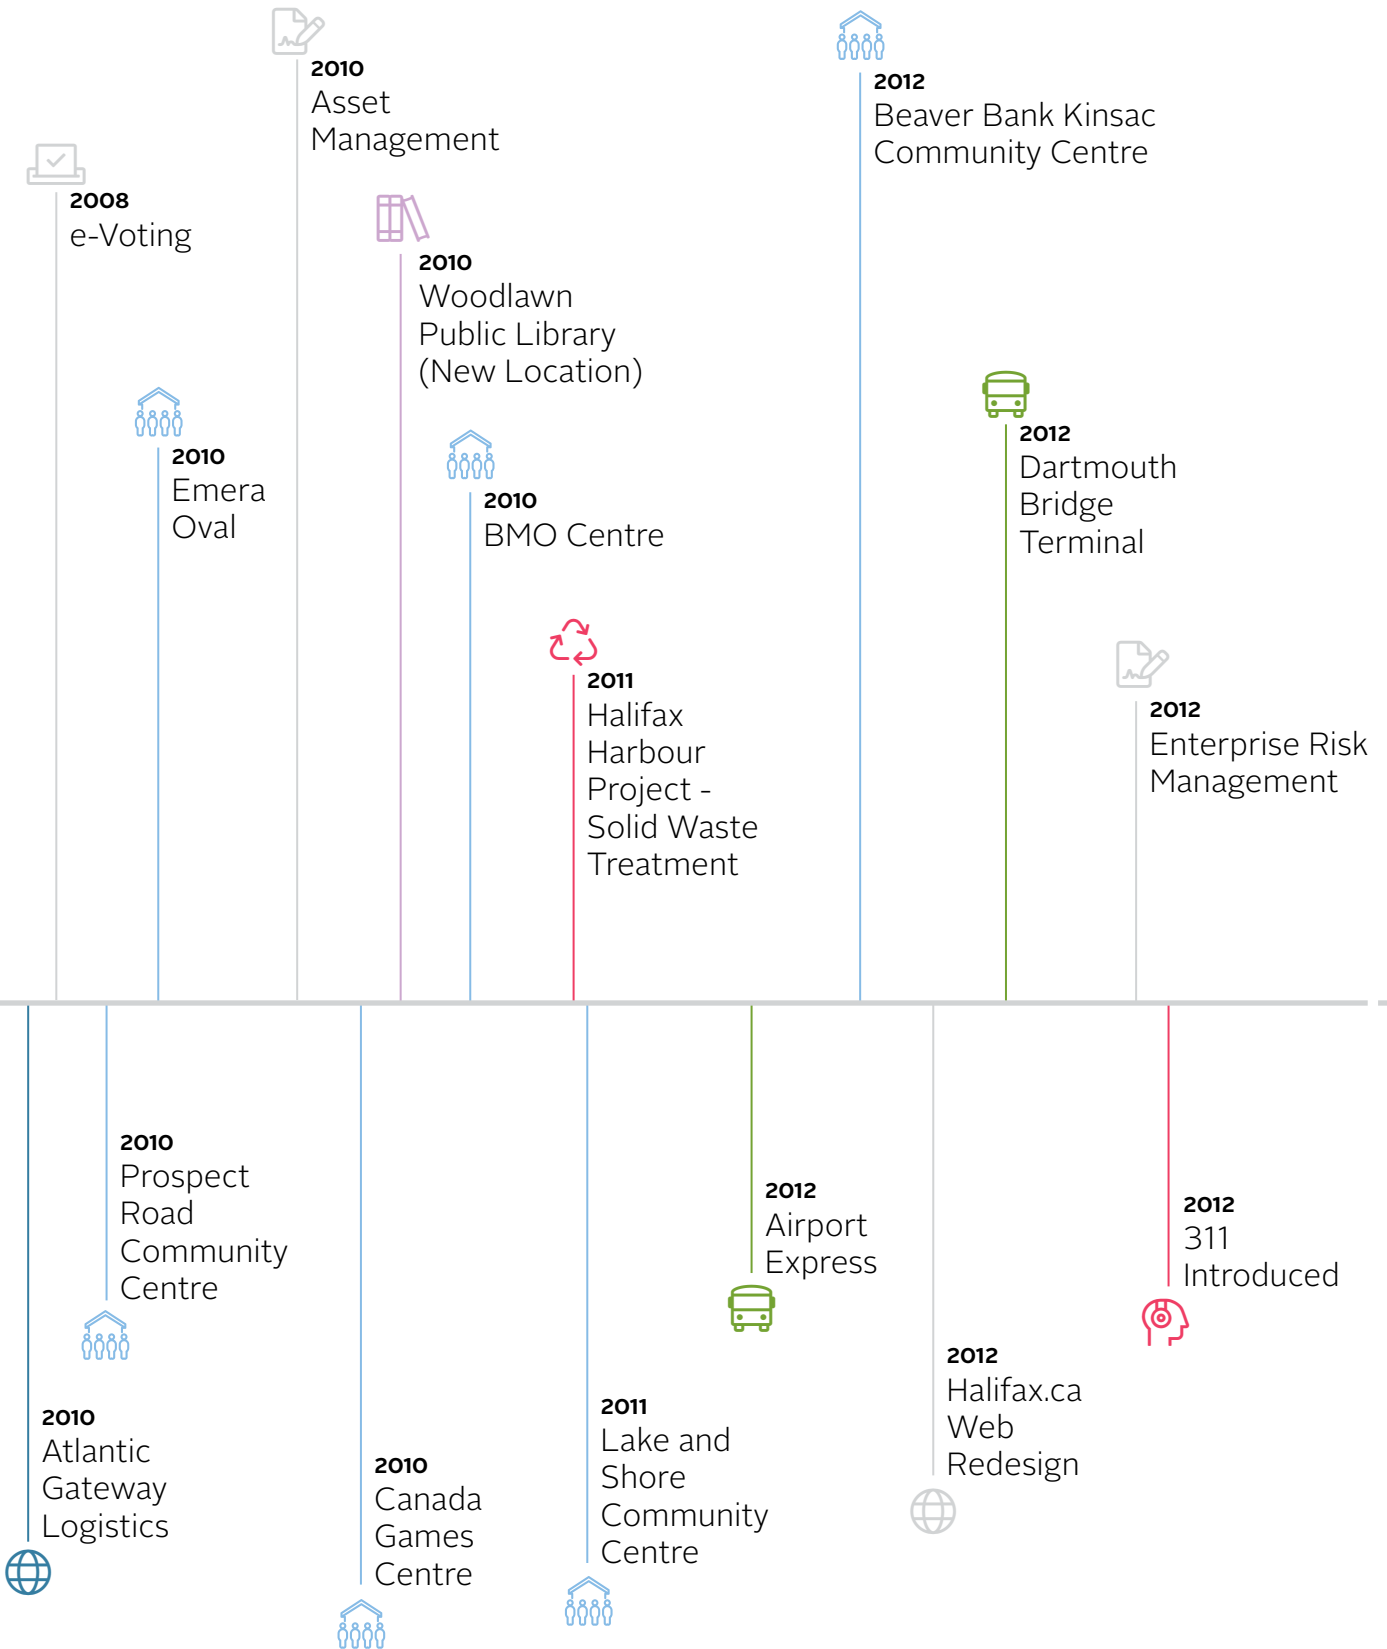 2010
Asset
Management
2012
Beaver Bank Kinsac
Community Centre
2008
e-Voting
2010
Woodlawn
Public Library
(New Location)
2012
Dartmouth
Bridge
Terminal
2010
Emera
Oval
2010
BMO Centre
2011
Halifax
Harbour
Project -
Solid Waste
Treatment
2012
Enterprise Risk
Management
2010
Prospect
Road
Community
Centre
2012
Airport
Express
2012
311
Introduced
2010
Atlantic
Gateway
Logistics
2010
Canada
Games
Centre
2011
Lake and
Shore
Community
Centre
2012
Halifax.ca
Web
Redesign